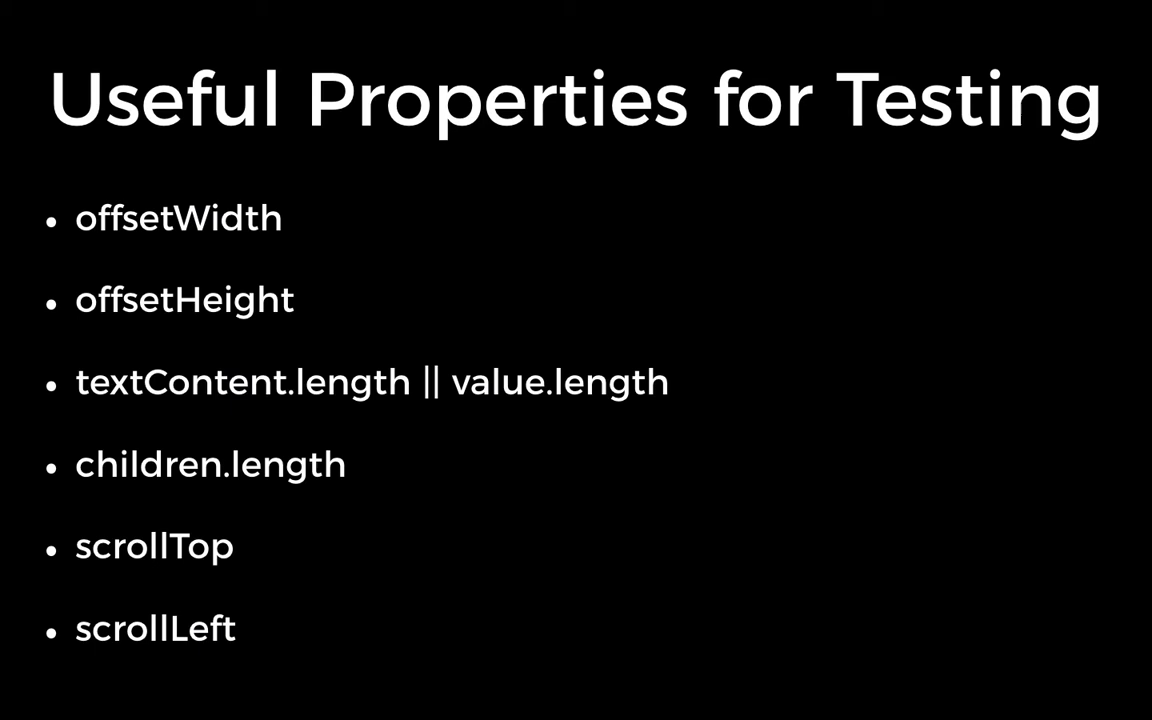 Useful Properties for Testing
• offsetWidth
• offsetHeight
• textContent.length || value.length
• children.length
• scrollTop
• scrollLeft